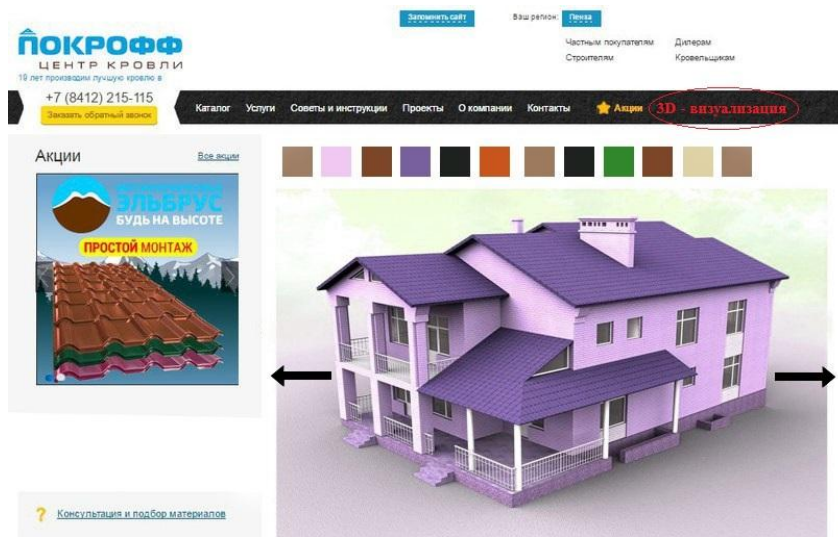 Запомнить сайт
Ваш регион: Пенза
ПОКРОФФ
ЦЕНТР КРОВЛИ
19 лет производим лучшую кровлю в
Частным покупателям Дилерам
Строителям Кровельщикам
+7 (8412) 215-115
Заказать обратный звонок
Каталог Услуги Советы и инструкции Проекты О компании Контакты Акции 3D - визуализация
Акции Все акции
ЭЛЬБРУС
БУДЬ НА ВЫСОТЕ
ПРОСТОЙ МОНТАЖ
? Консультация и подбор материалов